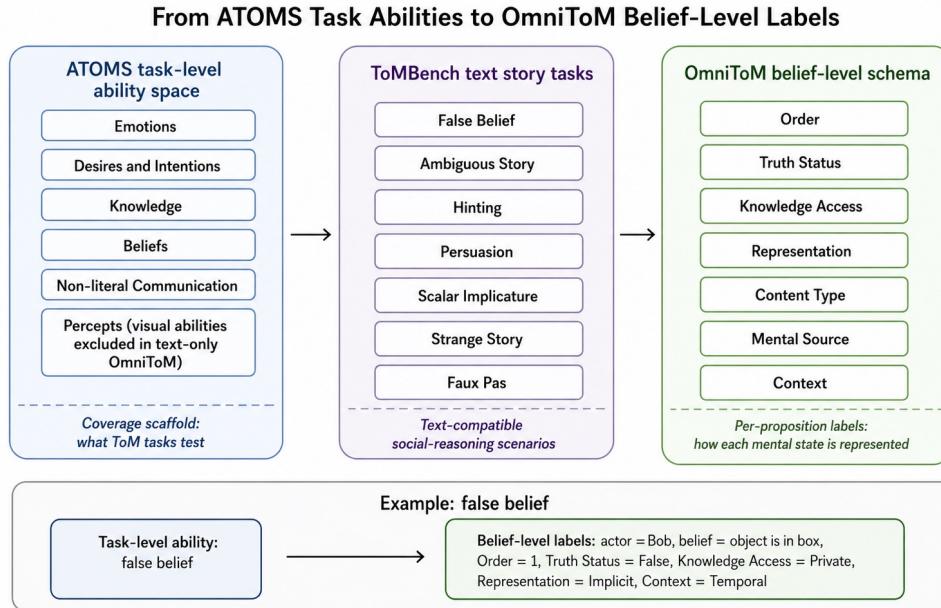 From ATOMS Task Abilities to OmniToM Belief-Level Labels
ATOMS task-level
ability space
Emotions
Desires and Intentions
Knowledge
Beliefs
Non-literal Communication
Percepts (visual abilities
excluded in text-only
OmniToM)
Coverage scaffold:
what ToM tasks test
ToMBench text story tasks
False Belief
Ambiguous Story
Hinting
Persuasion
Scalar Implicature
Strange Story
Faux Pas
Text-compatible
social-reasoning scenarios
OmniToM belief-level schema
Order
Truth Status
Knowledge Access
Representation
Content Type
Mental Source
Context
Per-proposition labels:
how each mental state is represented
Example: false belief
Task-level ability:
false belief
Belief-level labels: actor = Bob, belief = object is in box,
Order = 1, Truth Status = False, Knowledge Access = Private,
Representation = Implicit, Context = Temporal